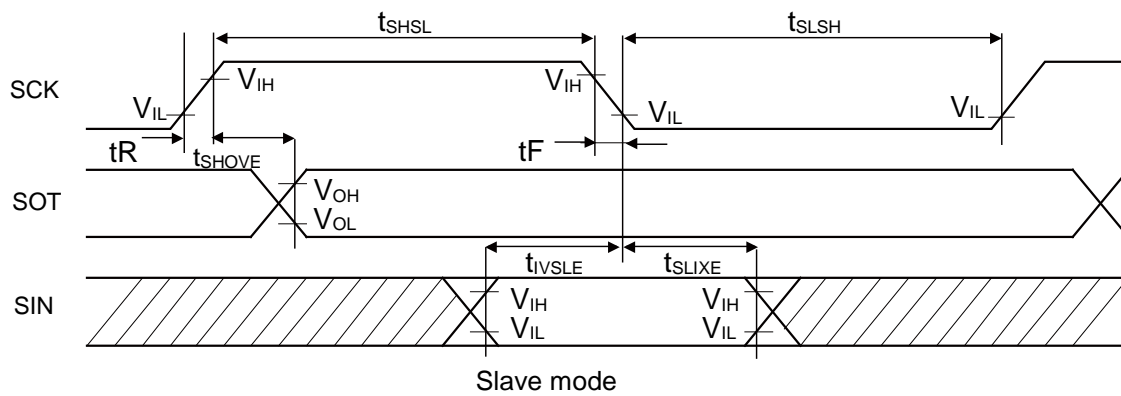 tSHSL
tSLSH
SCK
VIH
VIH
VIL
VIL
VIL
tR
tSHOVE
tF
SOT
VOH
VOL
tIVSLE
tSLIXE
SIN
VIH
VIH
VIL
VIL
Slave mode